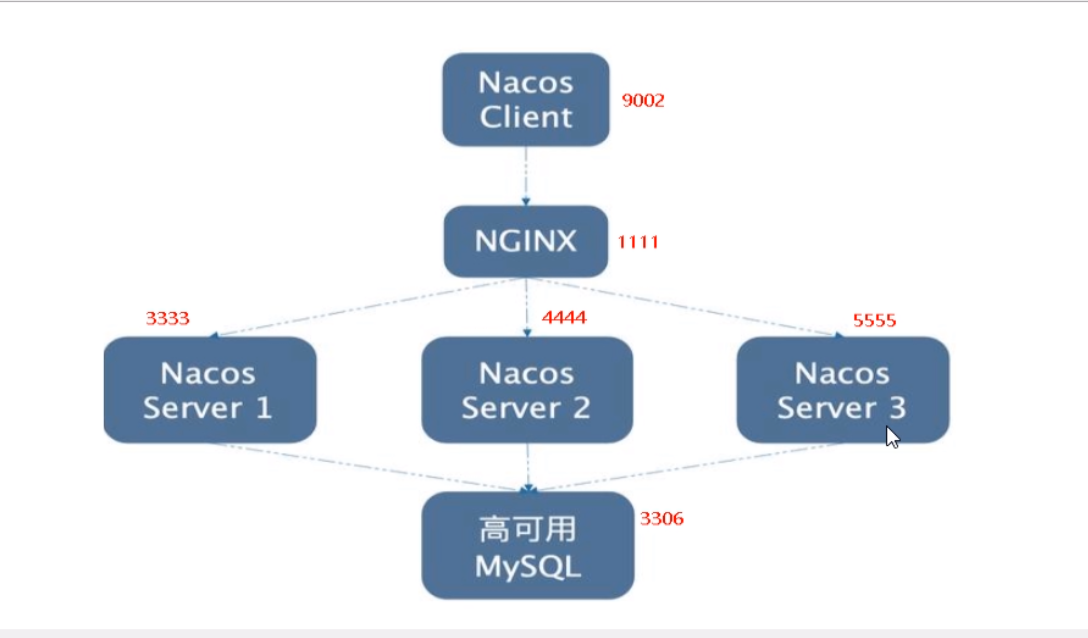 Nacos
Client
9002
NGINX
1111
3333
4444
5555
Nacos
Server 1
Nacos
Server 2
Nacos
Server 3
高可用
MySQL
3306